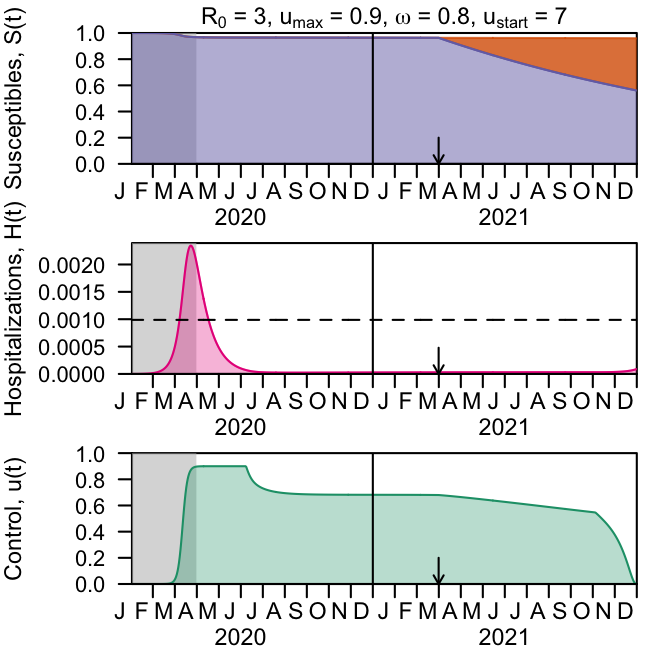 R₀ = 3, uₘₐₓ = 0.9, ω = 0.8, uₛₜₐᵣₜ = 7
Susceptibles, S(t)
1.0
0.8
0.6
0.4
0.2
0.0
J F M A M J J A S O N D J F M A M J J A S O N D
2020 2021
Hospitalizations, H(t)
0.0020
0.0015
0.0010
0.0005
0.0000
J F M A M J J A S O N D J F M A M J J A S O N D
2020 2021
Control, u(t)
1.0
0.8
0.6
0.4
0.2
0.0
J F M A M J J A S O N D J F M A M J J A S O N D
2020 2021